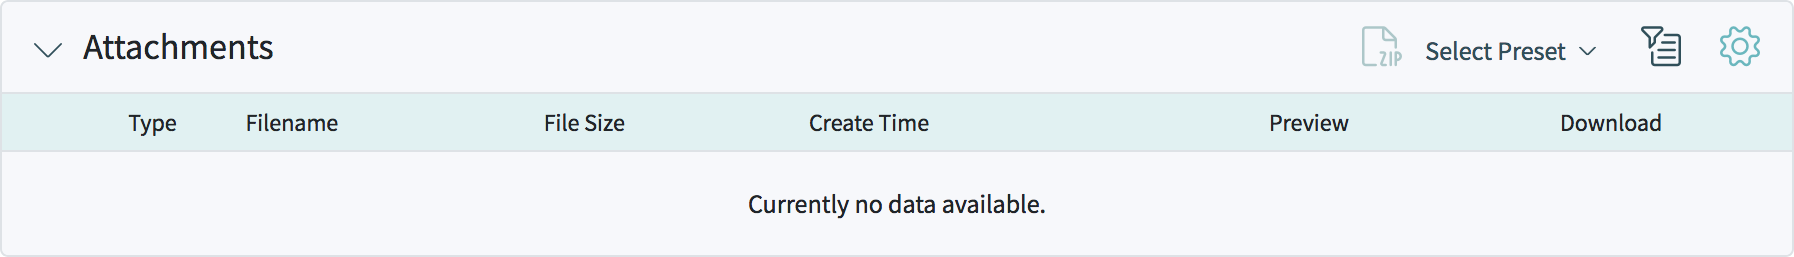 Attachments
ZIP
Select Preset
Type Filename File Size Create Time Preview Download
Currently no data available.